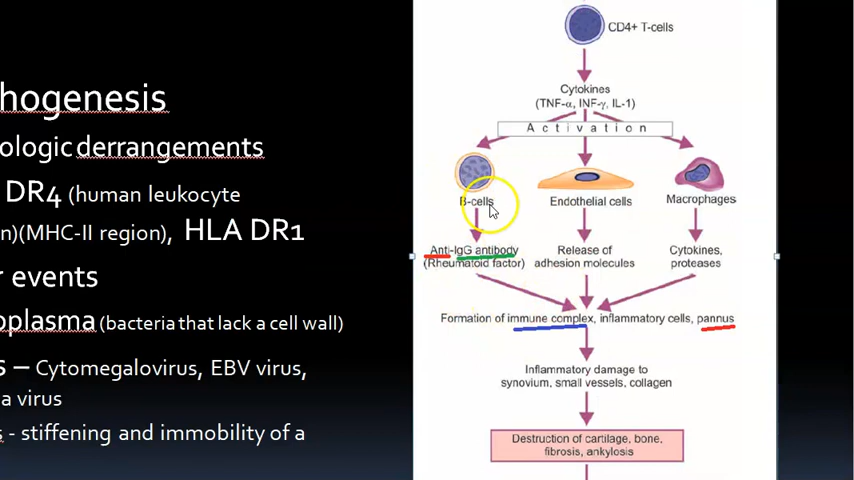 hogenesis
ologic derrangements
DR4 (human leukocyte
n)(MHC-II region), HLA DR1
r events
oplasma (bacteria that lack a cell wall)
s – Cytomegalovirus, EBV virus,
a virus
s - stiffening and immobility of a
CD4+ T-cells
Cytokines
(TNF-α, INF-γ, IL-1)
Activation
B-cells
Endothelial cells
Macrophages
Anti-IgG antibody
(Rheumatoid factor)
Release of
adhesion molecules
Cytokines,
proteases
Formation of immune complex, inflammatory cells, pannus
Inflammatory damage to
synovium, small vessels, collagen
Destruction of cartilage, bone,
fibrosis, ankylosis